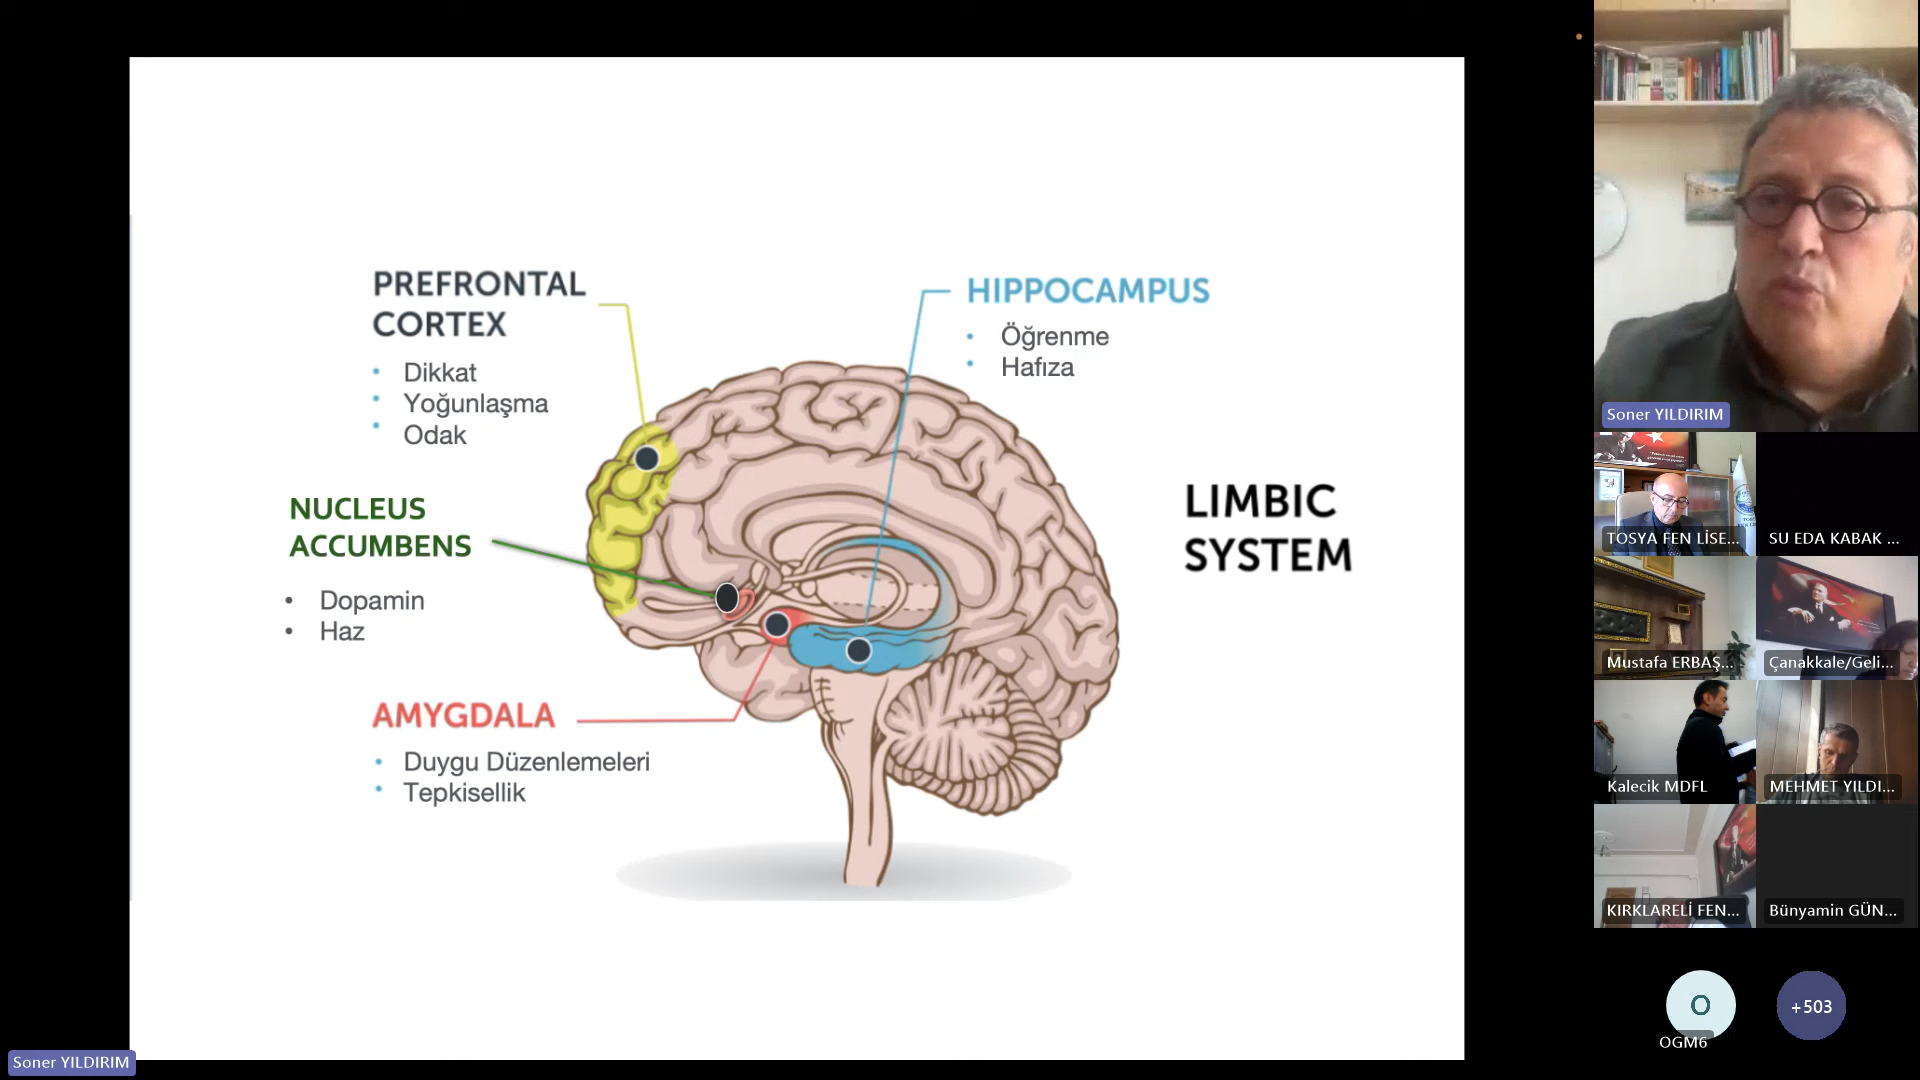 PREFRONTAL
CORTEX
Dikkat
Yoğunlaşma
Odak
NUCLEUS
ACCUMBENS
Dopamin
Haz
AMYGDALA
Duygu Düzenlemeleri
Tepkisellik
HIPPOCAMPUS
Öğrenme
Hafıza
LIMBIC
SYSTEM
Soner YILDIRIM
TOSYA FEN LİSE...
SU EDA KABAK ...
Mustafa ERBAŞ...
Çanakkale/Geli...
Kalecik MDFL
MEHMET YILDI...
KIRKLARELİ FEN...
Bünyamin GÜN...
O
OGM6
+503
Soner YILDIRIM